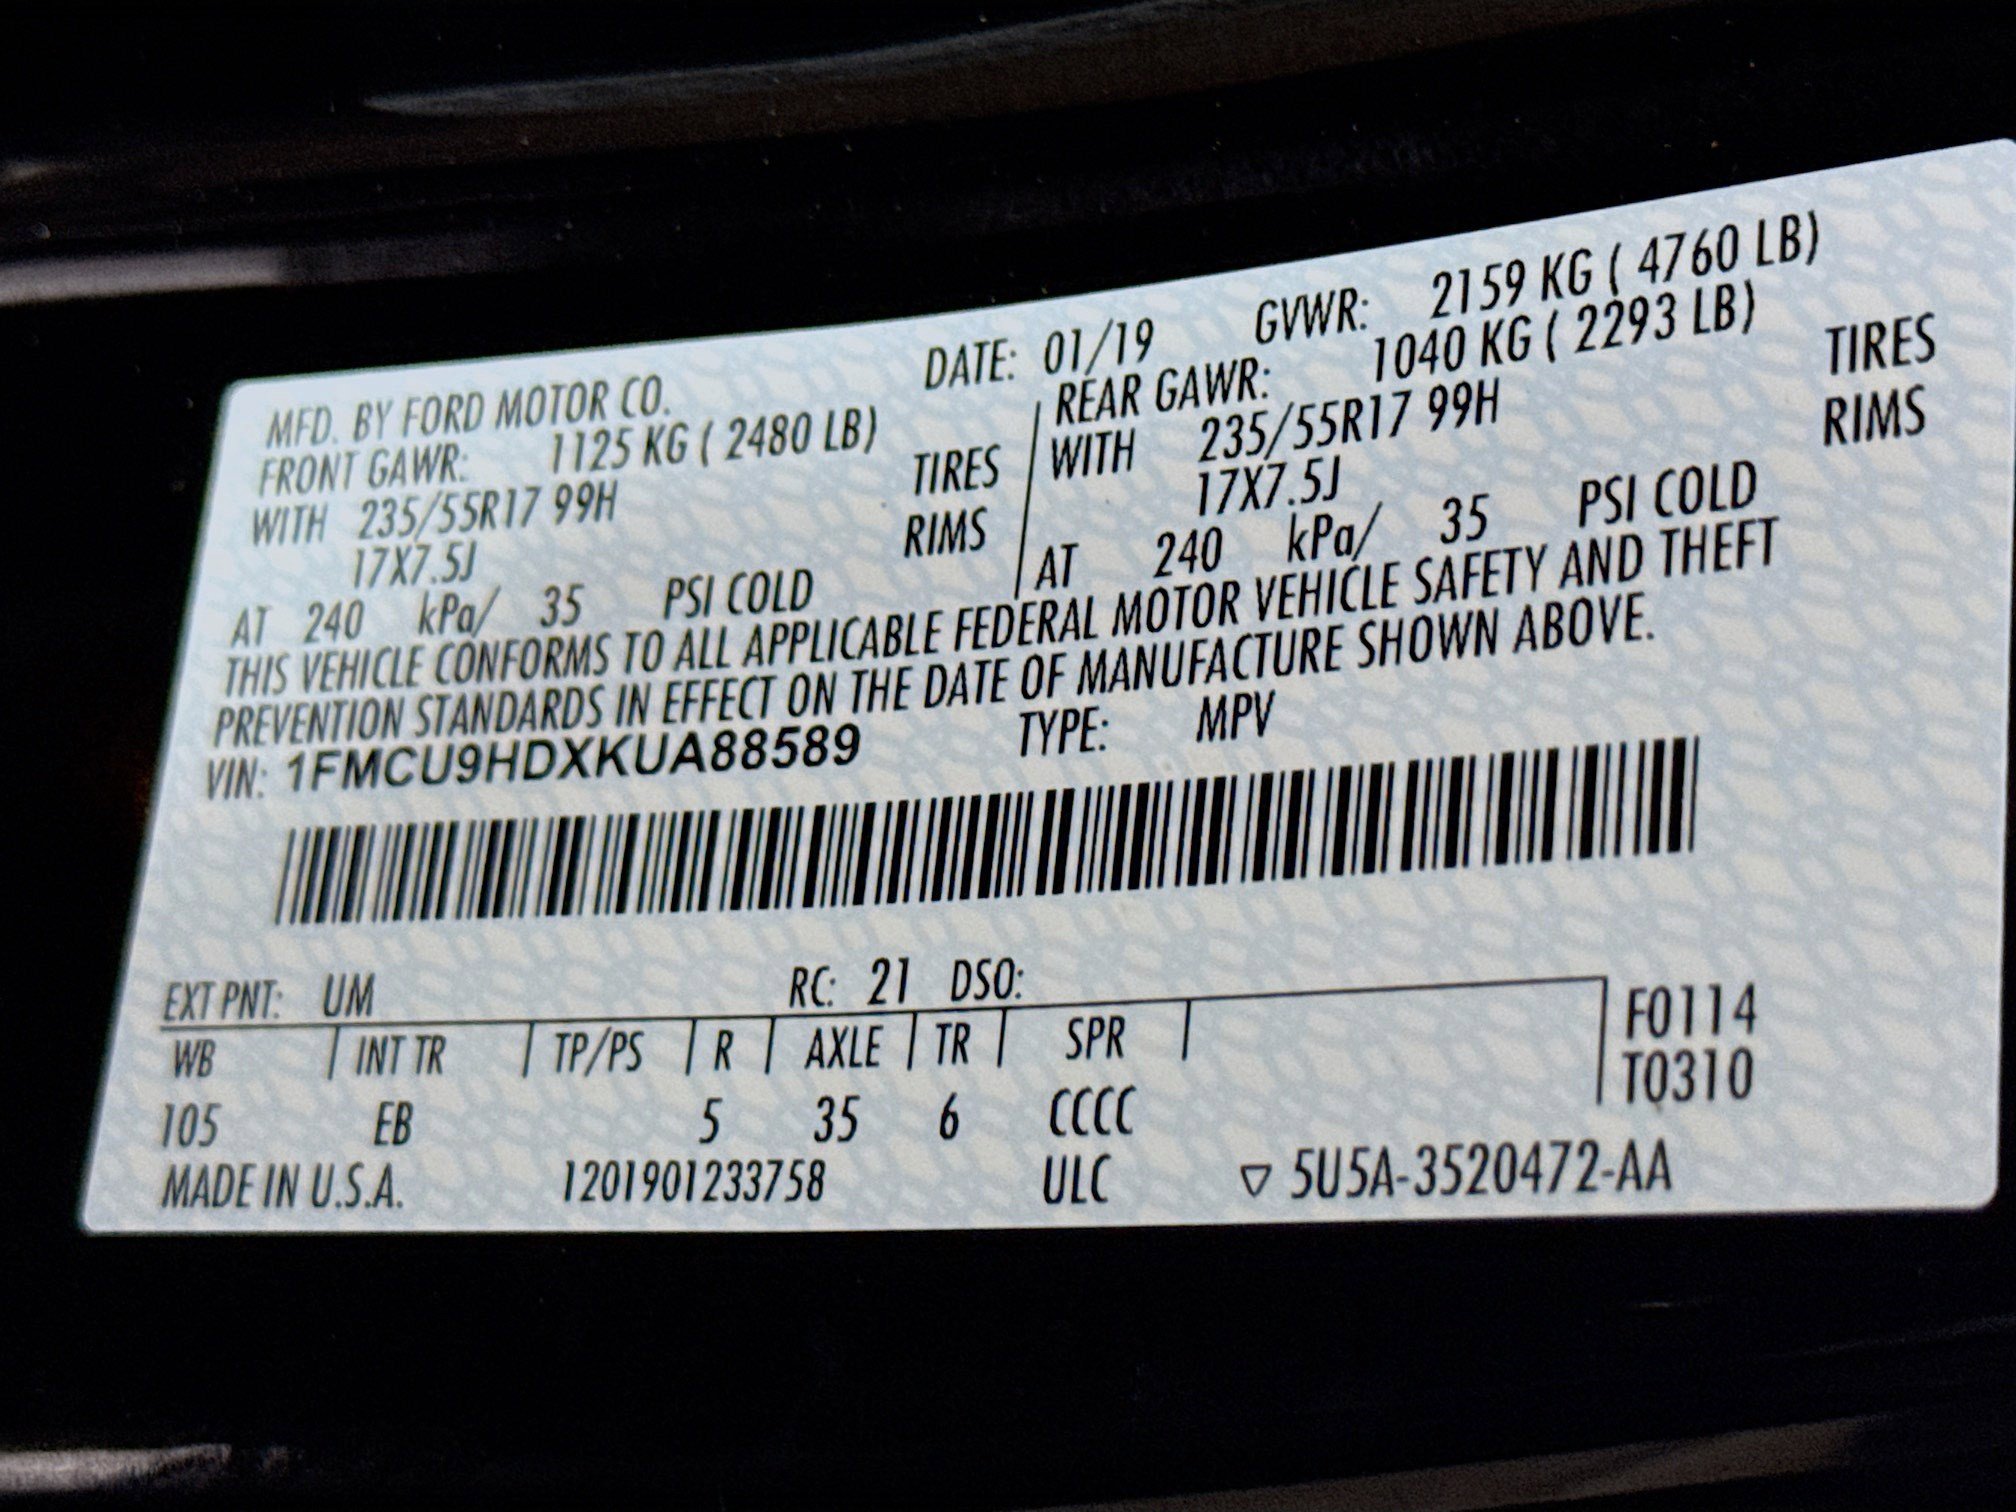 MFD. BY FORD MOTOR CO. DATE: 01/19 GVWR: 2159 KG ( 4760 LB)
FRONT GAWR: 1125 KG ( 2480 LB) REAR GAWR: 1040 KG ( 2293 LB)
WITH 235/55R17 99H TIRES WITH 235/55R17 99H TIRES
17X7.5J RIMS 17X7.5J RIMS
AT 240 kPa/ 35 PSI COLD AT 240 kPa/ 35 PSI COLD
THIS VEHICLE CONFORMS TO ALL APPLICABLE FEDERAL MOTOR VEHICLE SAFETY AND THEFT
PREVENTION STANDARDS IN EFFECT ON THE DATE OF MANUFACTURE SHOWN ABOVE.
VIN: 1FMCU9HDXKUA88589 TYPE: MPV
EXT PNT: UM RC: 21 DSO:
WB INT TR TP/PS R AXLE TR SPR F0114
T0310
105 EB 5 35 6 CCCC
MADE IN U.S.A. 1201901233758 ULC ▽ 5U5A-3520472-AA